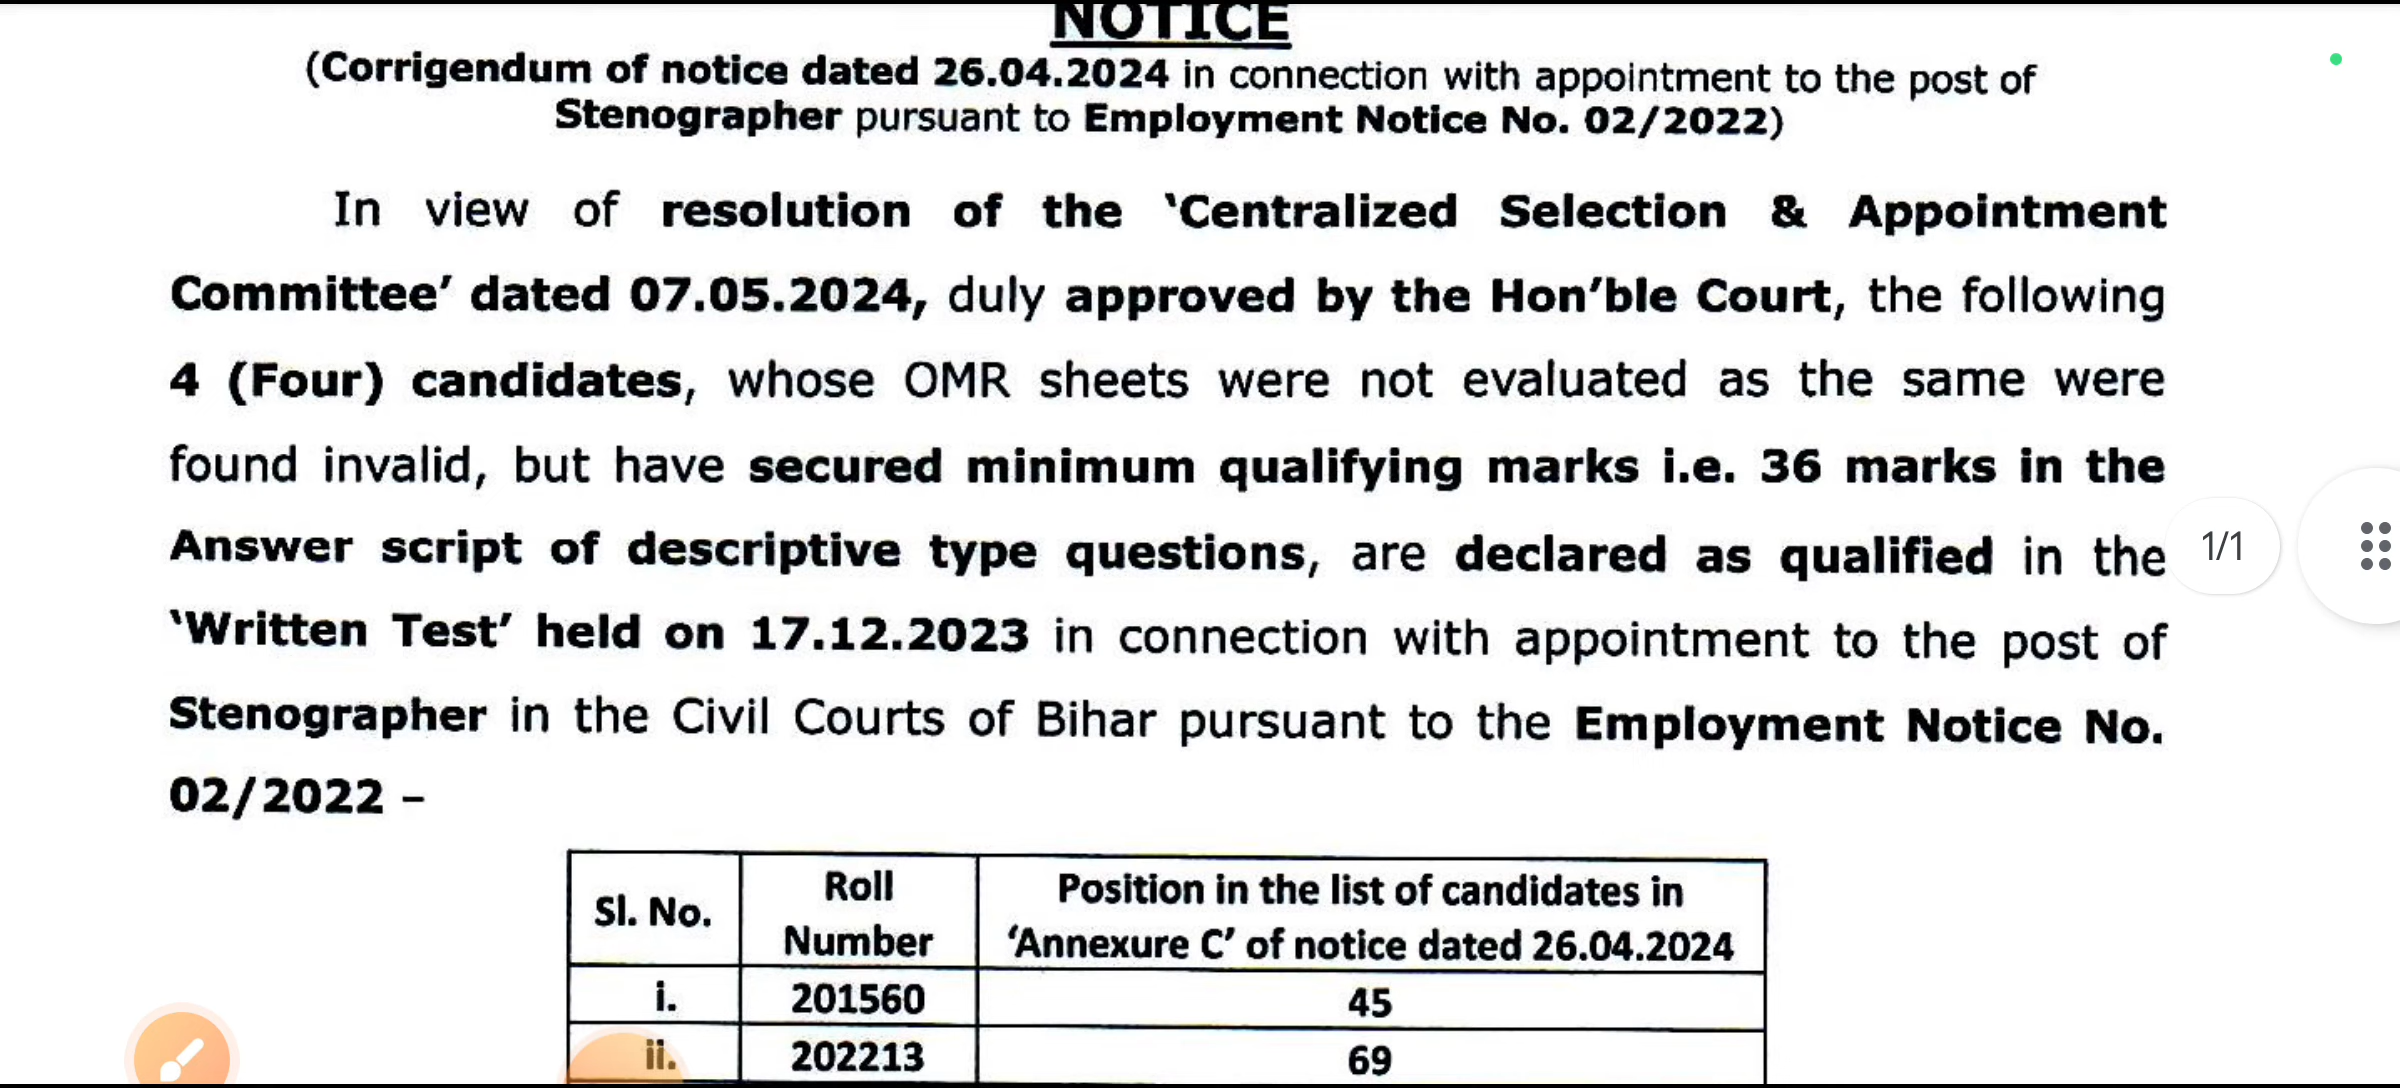 NOTICE
(Corrigendum of notice dated 26.04.2024 in connection with appointment to the post of
Stenographer pursuant to Employment Notice No. 02/2022)
In view of resolution of the ‘Centralized Selection & Appointment
Committee’ dated 07.05.2024, duly approved by the Hon’ble Court, the following
4 (Four) candidates, whose OMR sheets were not evaluated as the same were
found invalid, but have secured minimum qualifying marks i.e. 36 marks in the
Answer script of descriptive type questions, are declared as qualified in the
1/1
‘Written Test’ held on 17.12.2023 in connection with appointment to the post of
Stenographer in the Civil Courts of Bihar pursuant to the Employment Notice No.
02/2022 –
Sl. No. Roll Number Position in the list of candidates in ‘Annexure C’ of notice dated 26.04.2024
i. 201560 45
ii. 202213 69